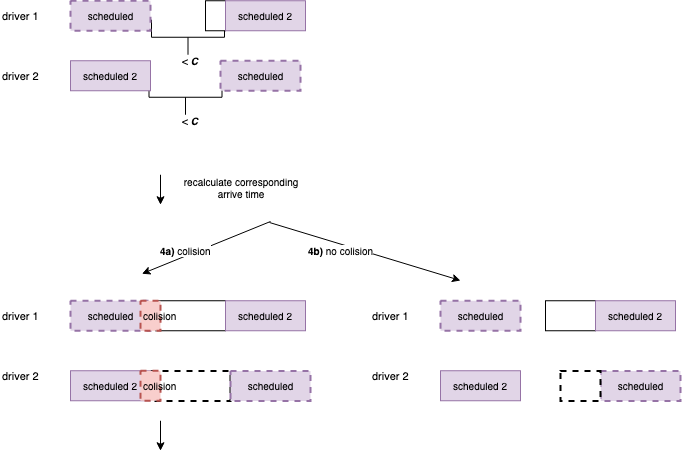 driver 1 scheduled scheduled 2
< C
driver 2 scheduled 2 scheduled
< C
recalculate corresponding
arrive time
4a) colision 4b) no colision
driver 1 scheduled colision scheduled 2
driver 1 scheduled scheduled 2
driver 2 scheduled 2 colision scheduled
driver 2 scheduled 2 scheduled